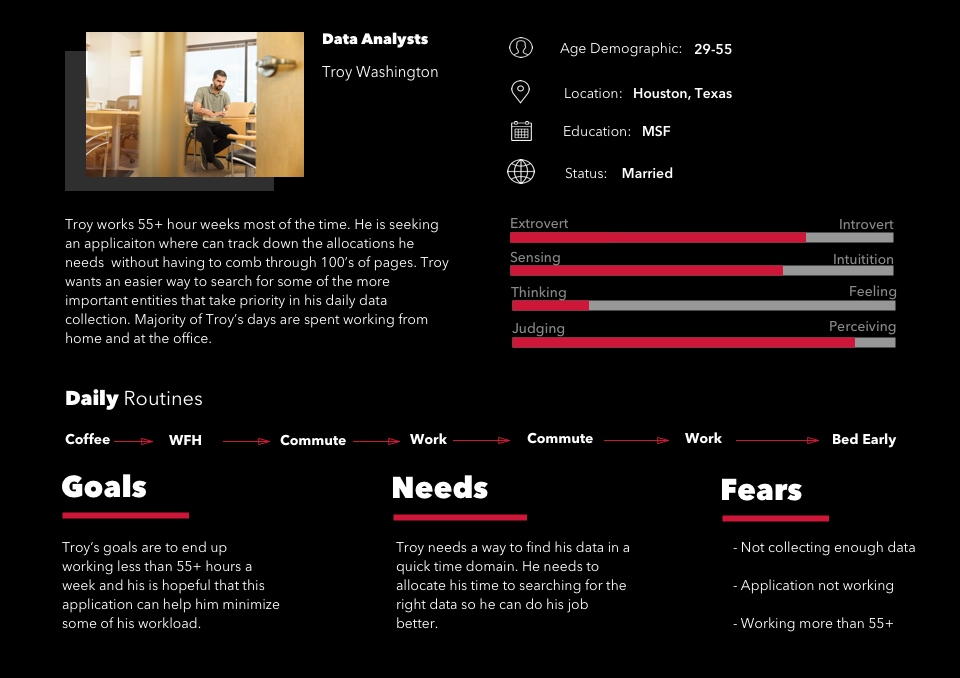 Data Analysts
Troy Washington
Age Demographic: 29-55
Location: Houston, Texas
Education: MSF
Status: Married
Troy works 55+ hour weeks most of the time. He is seeking
an applicaiton where can track down the allocations he
needs  without having to comb through 100's of pages. Troy
wants an easier way to search for some of the more
important entities that take priority in his daily data
collection. Majority of Troy's days are spent working from
home and at the office.
Extrovert Introvert
Sensing Intuitition
Thinking Feeling
Judging Perceiving
Daily Routines
Coffee WFH Commute Work Commute Work Bed Early
Goals
Troy's goals are to end up
working less than 55+ hours a
week and his is hopeful that this
application can help him minimize
some of his workload.
Needs
Troy needs a way to find his data in a
quick time domain. He needs to
allocate his time to searching for the
right data so he can do his job
better.
Fears
- Not collecting enough data
- Application not working
- Working more than 55+